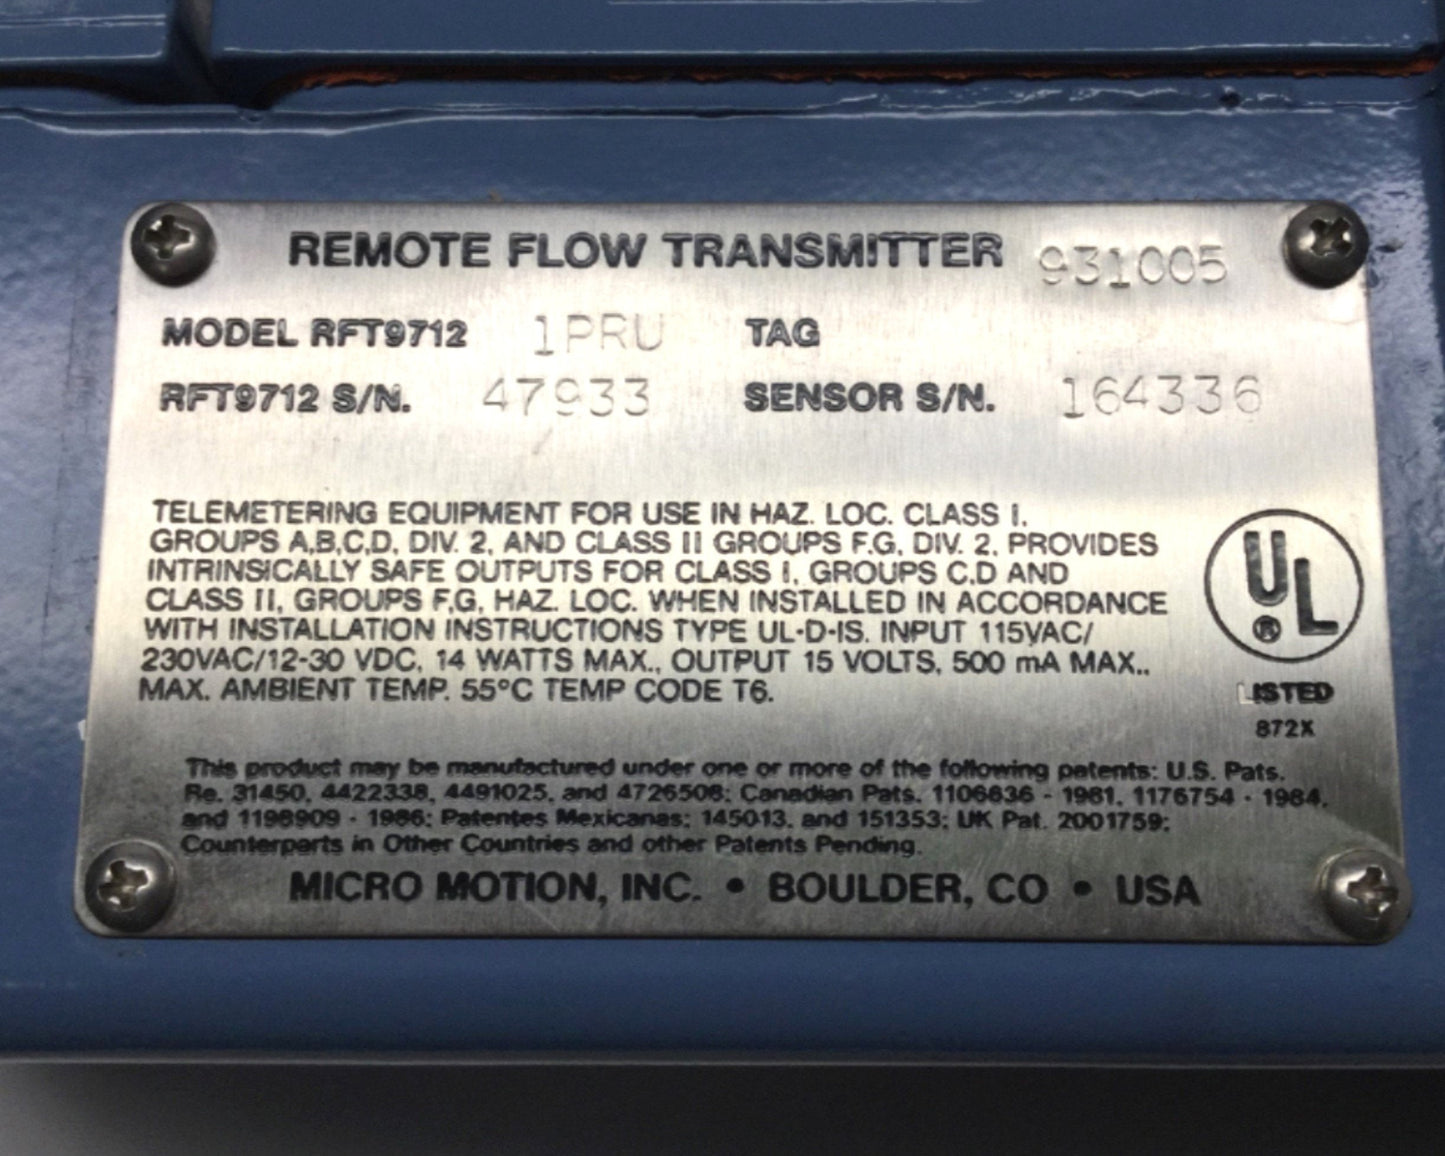 REMOTE FLOW TRANSMITTER 931005
MODEL RFT9712 1PRU TAG
RFT9712 S/N. 47933 SENSOR S/N. 164336
TELEMETERING EQUIPMENT FOR USE IN HAZ. LOC. CLASS I,
GROUPS A,B,C,D, DIV. 2, AND CLASS II GROUPS F,G, DIV. 2. PROVIDES
INTRINSICALLY SAFE OUTPUTS FOR CLASS I, GROUPS C,D AND
CLASS II, GROUPS F,G, HAZ. LOC. WHEN INSTALLED IN ACCORDANCE
WITH INSTALLATION INSTRUCTIONS TYPE UL-D-IS. INPUT 115VAC/
230VAC/12-30 VDC, 14 WATTS MAX., OUTPUT 15 VOLTS, 500 mA MAX.,
MAX. AMBIENT TEMP. 55°C TEMP CODE T6.
UL ®
LISTED
872X
This product may be manufactured under one or more of the following patents: U.S. Pats.
Re. 31450, 4422338, 4491025, and 4726508; Canadian Pats. 1106636 - 1981, 1176754 - 1984,
and 1198909 - 1986; Patentes Mexicanas: 145013, and 151353; UK Pat. 2001759;
Counterparts in Other Countries and other Patents Pending.
MICRO MOTION, INC. • BOULDER, CO • USA